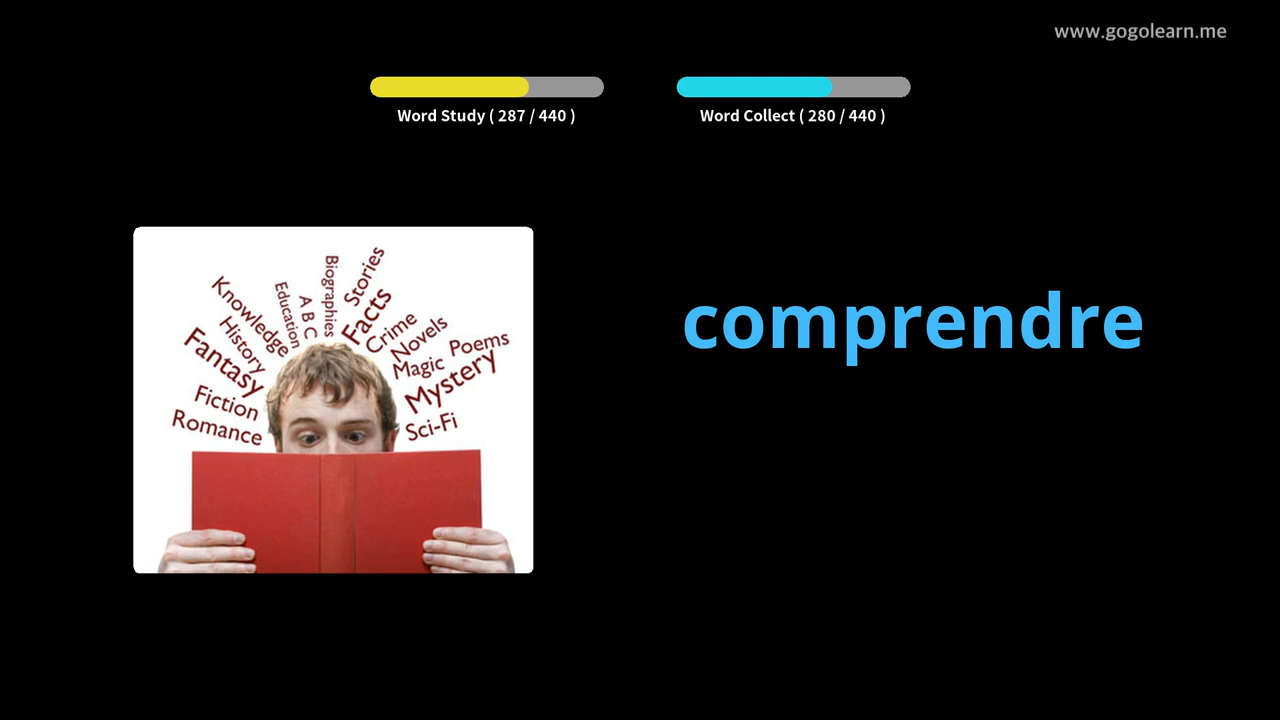 www.gogolearn.me
Word Study ( 287 / 440 )
Word Collect ( 280 / 440 )
comprendre
Biographies
Stories
Education
A B C
Facts
Knowledge
Crime
History
Novels
Poems
Fantasy
Magic
Mystery
Fiction
Romance
Sci-Fi